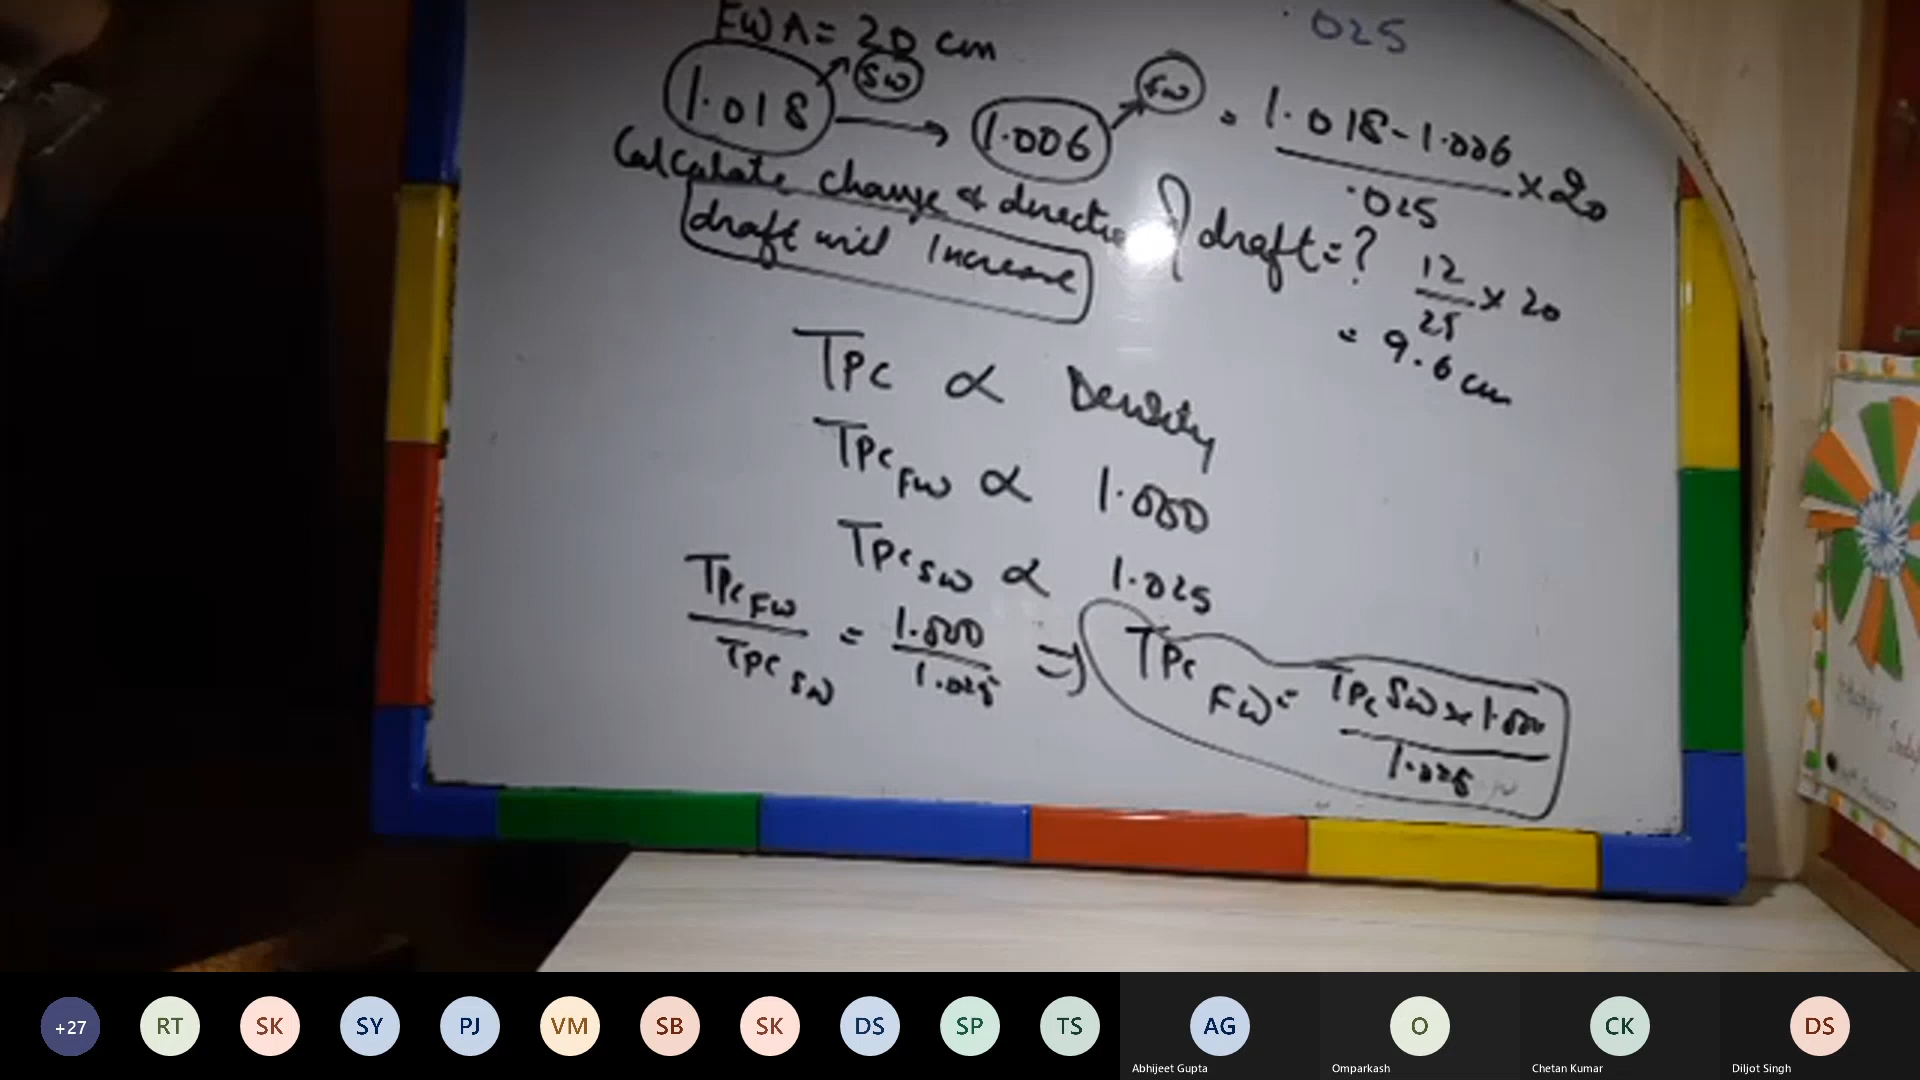 .025
FWA = 20 cm
1.018 → SW → 1.006 → FW = 1.018 - 1.006 / .025 × 20
Calculate change & direction of draft = ?
draft will Increase
12 / 25 × 20
= 9.6 cm
TPC ∝ Density
TPC FW ∝ 1.000
TPC SW ∝ 1.025
TPC FW / TPC SW = 1.000 / 1.025 ⇒ TPC FW = TPC SW × 1.000 / 1.025
+27 RT SK SY PJ VM SB SK DS SP TS AG O CK DS
Abhijeet Gupta Omparkash Chetan Kumar Diljot Singh